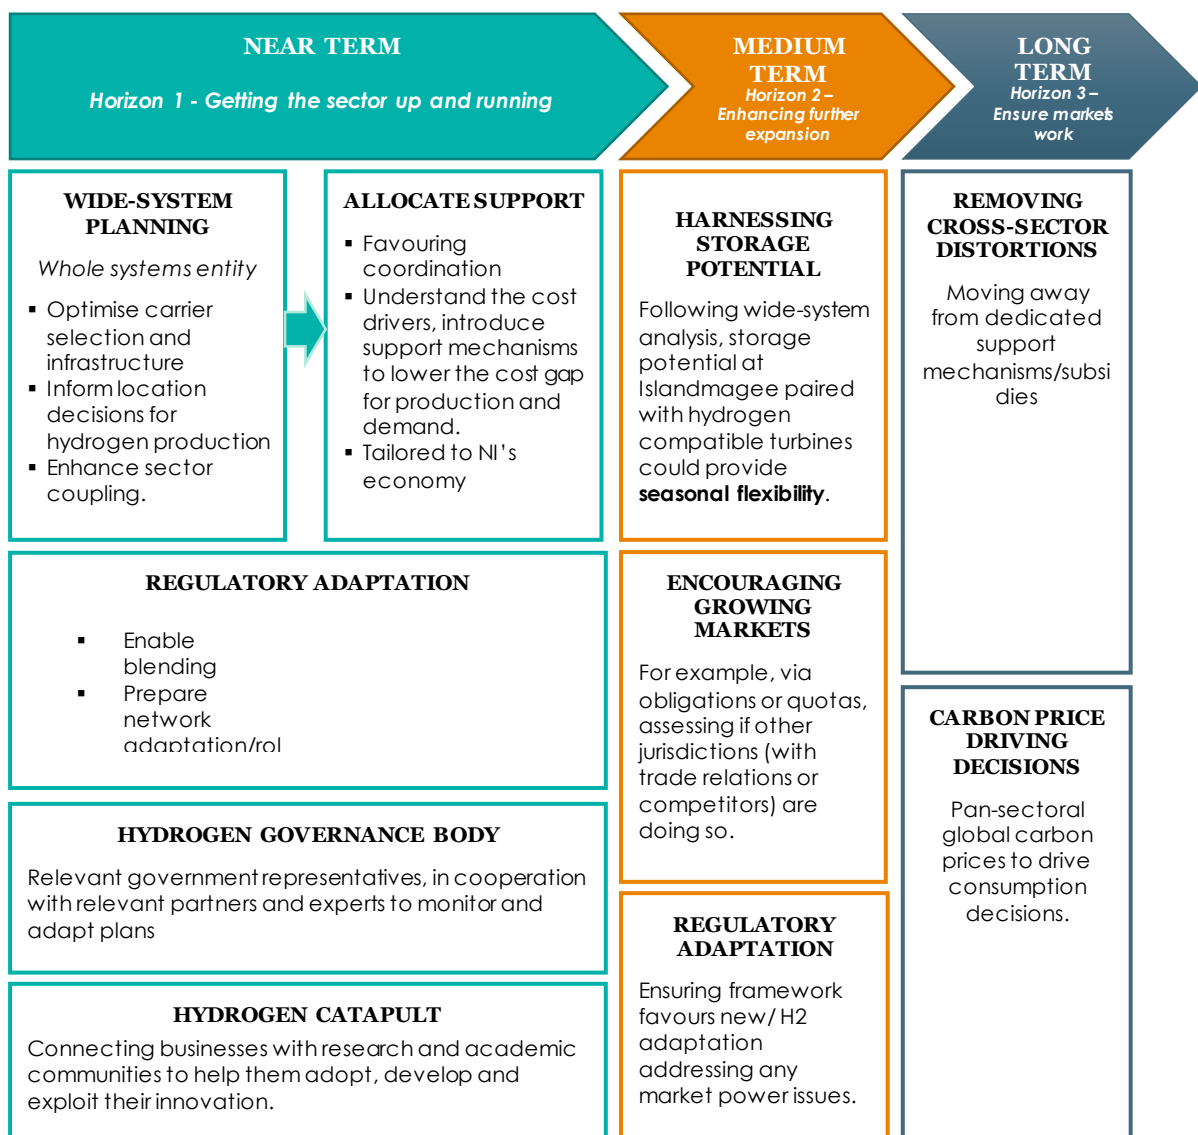 NEAR TERM
Horizon 1 - Getting the sector up and running
MEDIUM
TERM
Horizon 2 –
Enhancing further
expansion
LONG
TERM
Horizon 3 –
Ensure markets
work
WIDE-SYSTEM
PLANNING
Whole systems entity
▪ Optimise carrier
selection and
infrastructure
▪ Inform location
decisions for
hydrogen production
▪ Enhance sector
coupling.
ALLOCATE SUPPORT
▪ Favouring
coordination
▪ Understand the cost
drivers, introduce
support mechanisms
to lower the cost gap
for production and
demand.
▪ Tailored to NI's
economy
REGULATORY ADAPTATION
▪ Enable
blending
▪ Prepare
network
adaptation/rol
HYDROGEN GOVERNANCE BODY
Relevant government representatives, in cooperation
with relevant partners and experts to monitor and
adapt plans
HYDROGEN CATAPULT
Connecting businesses with research and academic
communities to help them adopt, develop and
exploit their innovation.
HARNESSING
STORAGE
POTENTIAL
Following wide-system
analysis, storage
potential at
Islandmagee paired
with hydrogen
compatible turbines
could provide
seasonal flexibility.
ENCOURAGING
GROWING
MARKETS
For example, via
obligations or quotas,
assessing if other
jurisdictions (with
trade relations or
competitors) are
doing so.
REGULATORY
ADAPTATION
Ensuring framework
favours new/ H2
adaptation
addressing any
market power issues.
REMOVING
CROSS-SECTOR
DISTORTIONS
Moving away
from dedicated
support
mechanisms/subsi
dies
CARBON PRICE
DRIVING
DECISIONS
Pan-sectoral
global carbon
prices to drive
consumption
decisions.